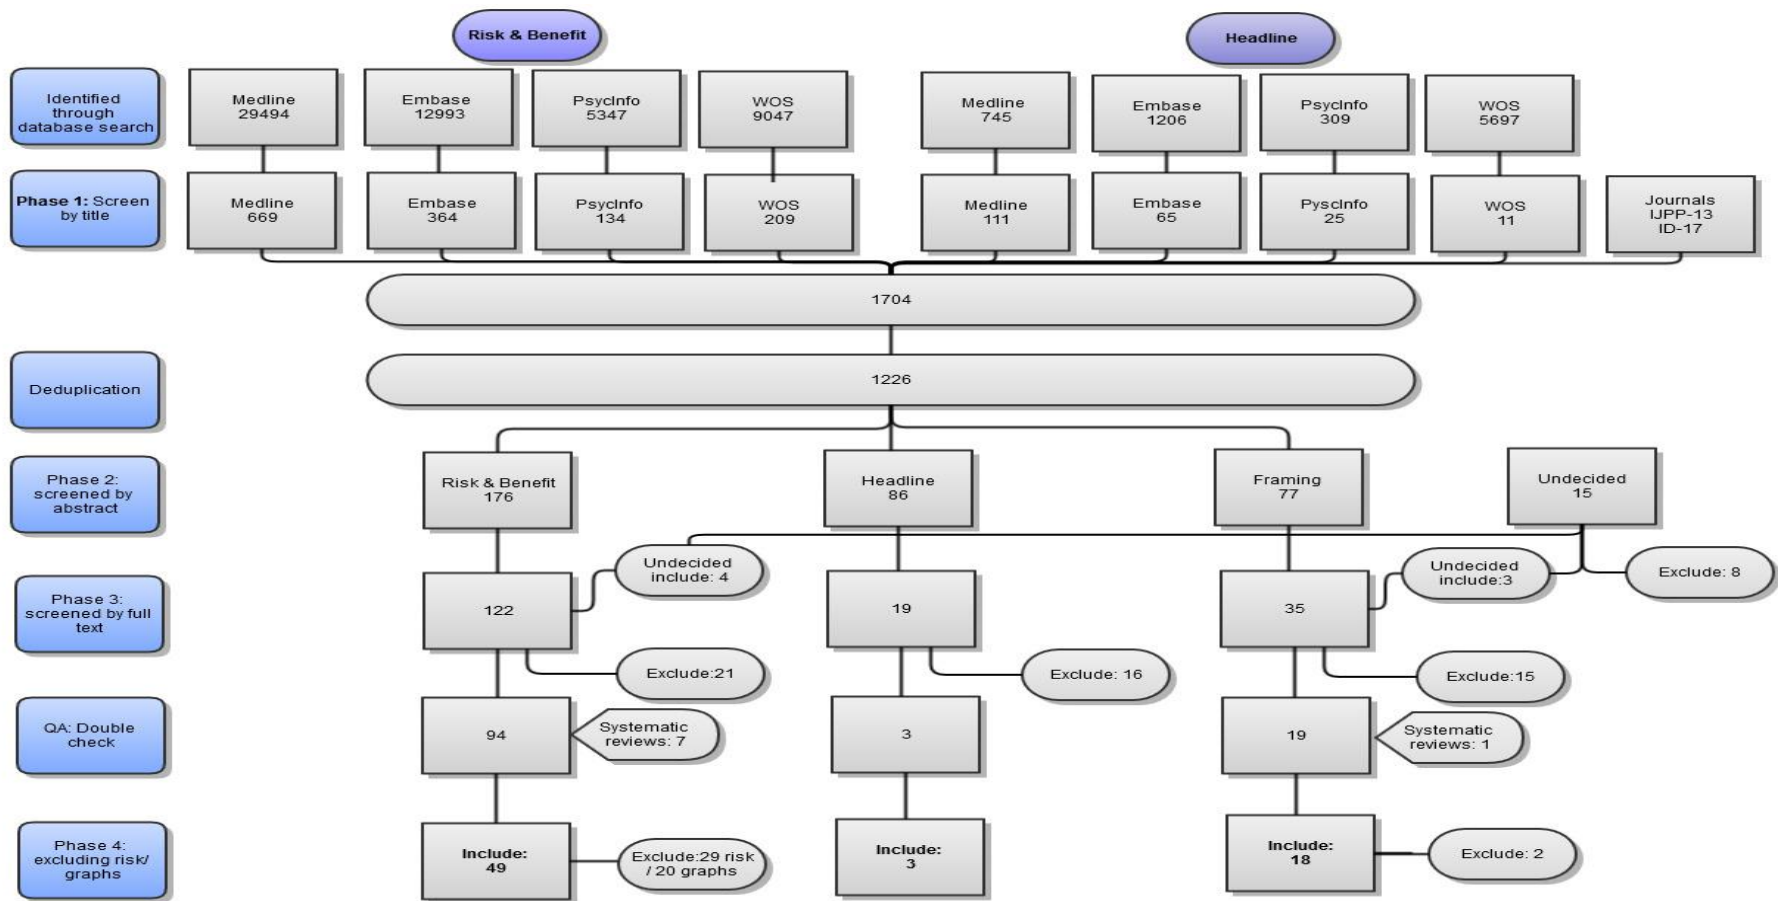 Risk & Benefit
Headline
Identified
through
database search
Medline
29494
Embase
12993
PsycInfo
5347
WOS
9047
Medline
745
Embase
1206
PsycInfo
309
WOS
5697
Phase 1: Screen
by title
Medline
669
Embase
364
PsycInfo
134
WOS
209
Medline
111
Embase
65
PyscInfo
25
WOS
11
Journals
IJPP-13
ID-17
1704
Deduplication
1226
Phase 2:
screened by
abstract
Risk & Benefit
176
Headline
86
Framing
77
Undecided
15
Undecided
include: 4
Undecided
include:3
Exclude: 8
Phase 3:
screened by full
text
122
19
35
Exclude:21
Exclude: 16
Exclude:15
QA: Double
check
94
Systematic
reviews: 7
3
19
Systematic
reviews: 1
Phase 4:
excluding risk/
graphs
Include:
49
Exclude:29 risk
/ 20 graphs
Include:
3
Include:
18
Exclude: 2